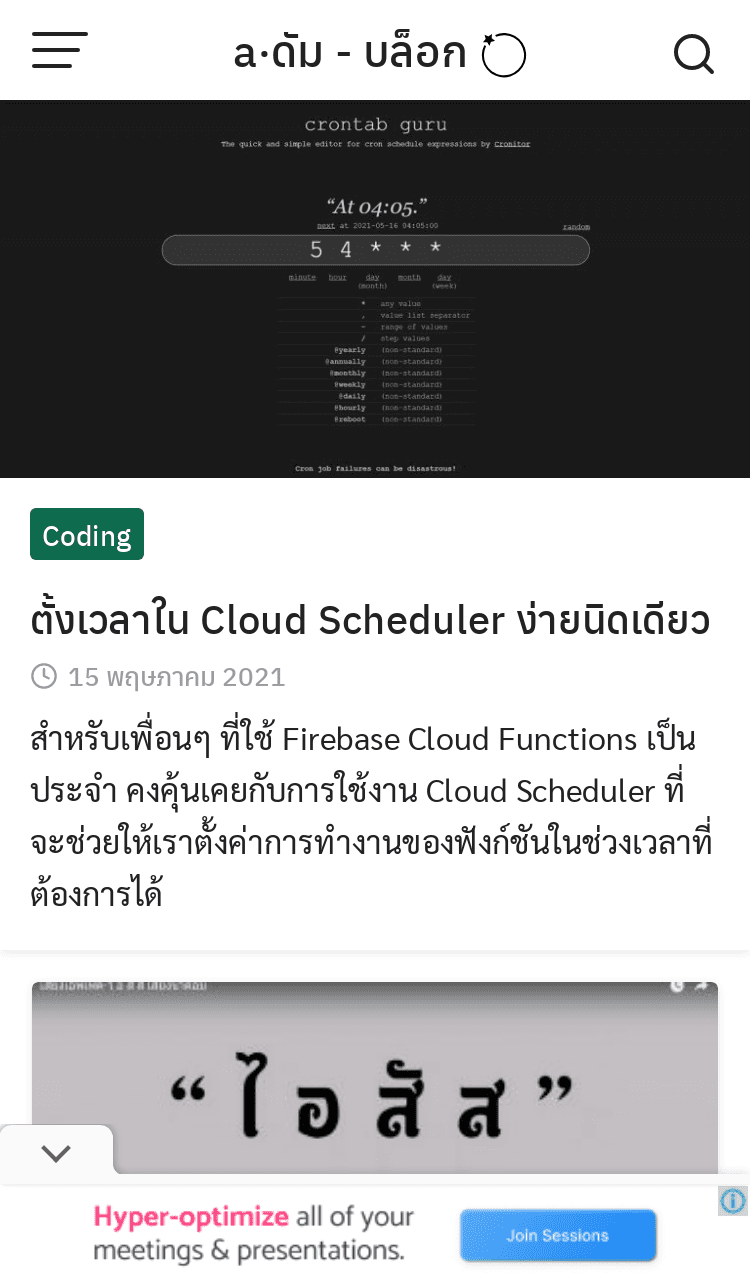 a·ดัม - บล็อก
crontab guru
The quick and simple editor for cron schedule expressions by Cronitor
“At 04:05.”
next at 2021-05-16 04:05:00
random
5 4 * * *
minute hour day (month) month day (week)
* any value
, value list separator
- range of values
/ step values
@yearly (non-standard)
@annually (non-standard)
@monthly (non-standard)
@weekly (non-standard)
@daily (non-standard)
@hourly (non-standard)
@reboot (non-standard)
Cron job failures can be disastrous!
Coding
ตั้งเวลาใน Cloud Scheduler ง่ายนิดเดียว
15 พฤษภาคม 2021
สำหรับเพื่อนๆ ที่ใช้ Firebase Cloud Functions เป็น
ประจำ คงคุ้นเคยกับการใช้งาน Cloud Scheduler ที่
จะช่วยให้เราตั้งค่าการทำงานของฟังก์ชันในช่วงเวลาที่
ต้องการได้
“ไอสัส”
Hyper-optimize all of your
meetings & presentations.
Join Sessions